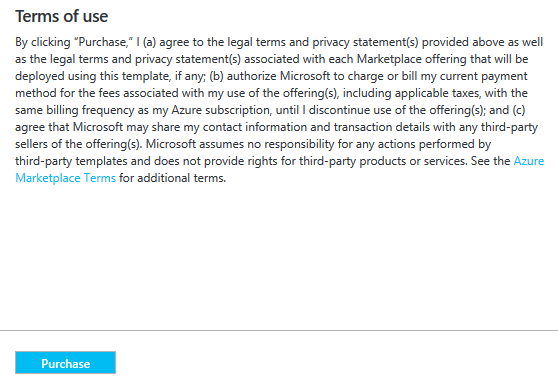 Terms of use
By clicking “Purchase,” I (a) agree to the legal terms and privacy statement(s) provided above as well
as the legal terms and privacy statement(s) associated with each Marketplace offering that will be
deployed using this template, if any; (b) authorize Microsoft to charge or bill my current payment
method for the fees associated with my use of the offering(s), including applicable taxes, with the
same billing frequency as my Azure subscription, until I discontinue use of the offering(s); and (c)
agree that Microsoft may share my contact information and transaction details with any third-party
sellers of the offering(s). Microsoft assumes no responsibility for any actions performed by
third-party templates and does not provide rights for third-party products or services. See the Azure
Marketplace Terms for additional terms.
Purchase